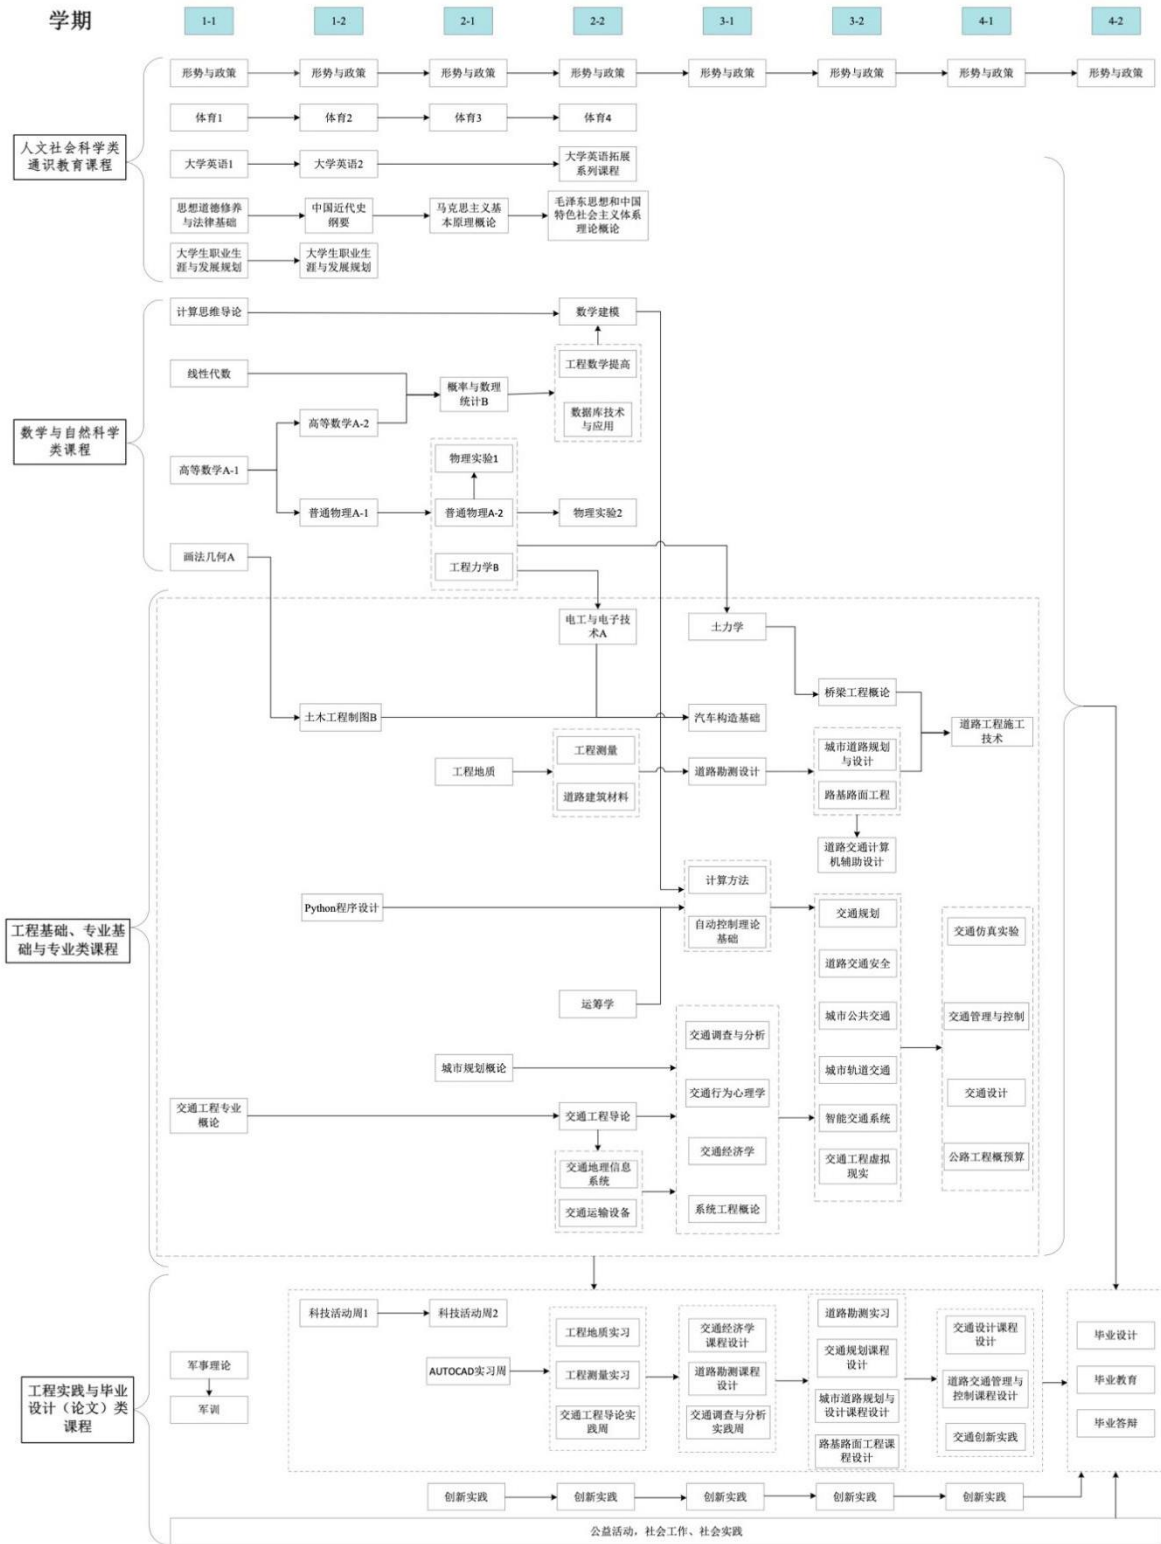 学期
1-1
1-2
2-1
2-2
3-1
3-2
4-1
4-2
人文社会科学类
通识教育课程
形势与政策
形势与政策
形势与政策
形势与政策
形势与政策
形势与政策
形势与政策
形势与政策
体育1
体育2
体育3
体育4
大学英语1
大学英语2
大学英语拓展
系列课程
思想道德修养
与法律基础
中国近代史
纲要
马克思主义基
本原理概论
毛泽东思想和中国
特色社会主义体系
理论概论
大学生职业生
涯与发展规划
大学生职业生
涯与发展规划
数学与自然科学
类课程
计算思维导论
数学建模
线性代数
概率与数理
统计B
工程数学提高
数据库技术
与应用
高等数学A-2
高等数学A-1
物理实验1
普通物理A-1
普通物理A-2
物理实验2
画法几何A
工程力学B
工程基础、专业基
础与专业类课程
电工与电子技
术A
土力学
桥梁工程概论
土木工程制图B
汽车构造基础
道路工程施工
技术
工程地质
工程测量
道路建筑材料
道路勘测设计
城市道路规划
与设计
路基路面工程
道路交通计算
机辅助设计
Python程序设计
计算方法
自动控制理论
基础
运筹学
交通规划
道路交通安全
城市公共交通
城市轨道交通
智能交通系统
交通工程虚拟
现实
交通仿真实验
交通管理与控制
交通设计
公路工程概预算
城市规划概论
交通调查与分析
交通行为心理学
交通经济学
系统工程概论
交通工程专业
概论
交通工程导论
交通地理信息
系统
交通运输设备
工程实践与毕业
设计（论文）类
课程
科技活动周1
科技活动周2
军事理论
军训
AUTOCAD实习周
工程地质实习
工程测量实习
交通工程导论实
践周
交通经济学
课程设计
道路勘测课程
设计
交通调查与分析
实践周
道路勘测实习
交通规划课程
设计
城市道路规划与
设计课程设计
路基路面工程课
程设计
交通设计课程
设计
道路交通管理与
控制课程设计
交通创新实践
毕业设计
毕业教育
毕业答辩
创新实践
创新实践
创新实践
创新实践
创新实践
公益活动，社会工作、社会实践